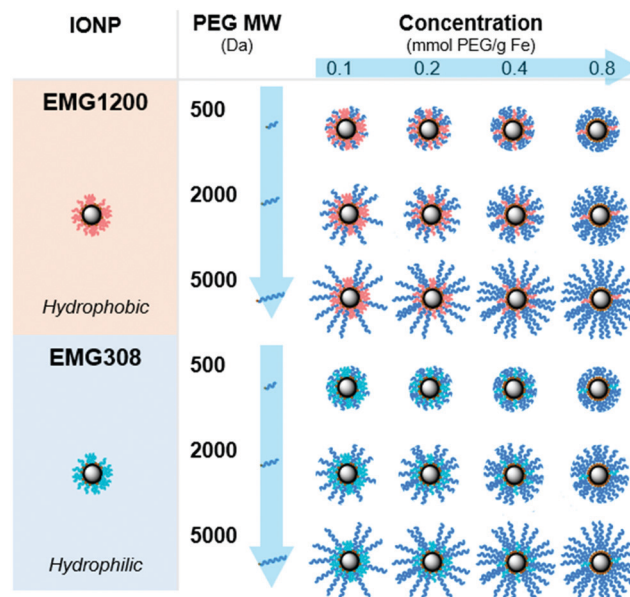 IONP
PEG MW
(Da)
Concentration
(mmol PEG/g Fe)
0.1 0.2 0.4 0.8
EMG1200
500
2000
5000
Hydrophobic
EMG308
500
2000
5000
Hydrophilic